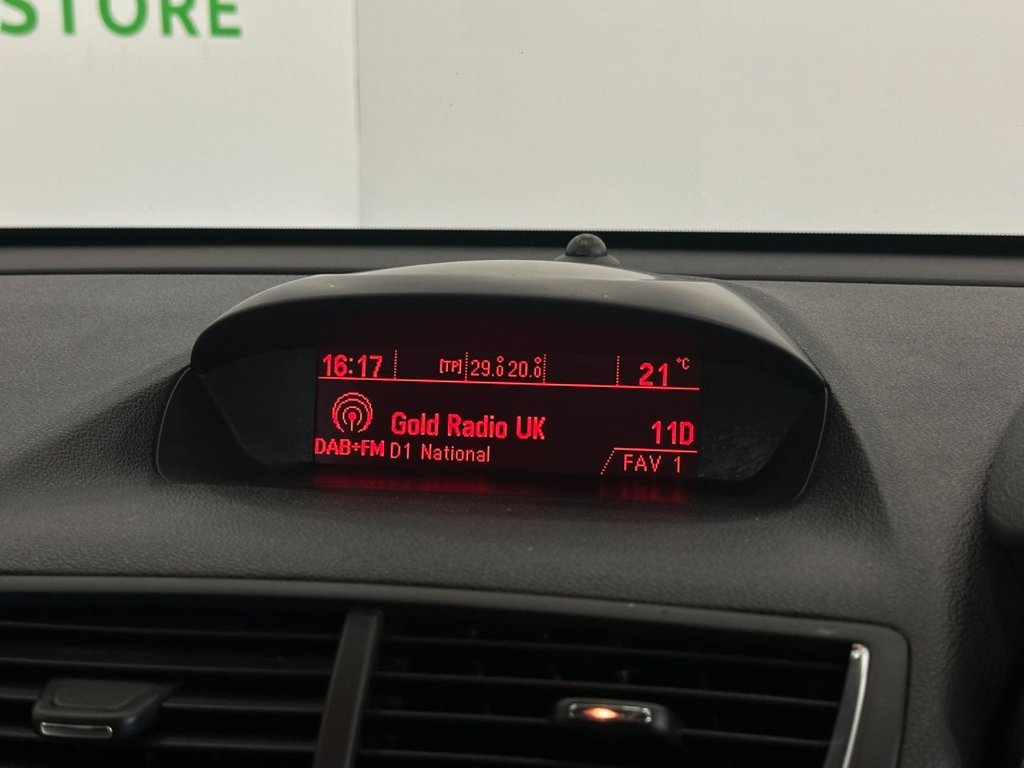 STORE
16:17 [TP] 29.0° 20.0° 21 °C
Gold Radio UK 11D
DAB+FM D1 National FAV 1